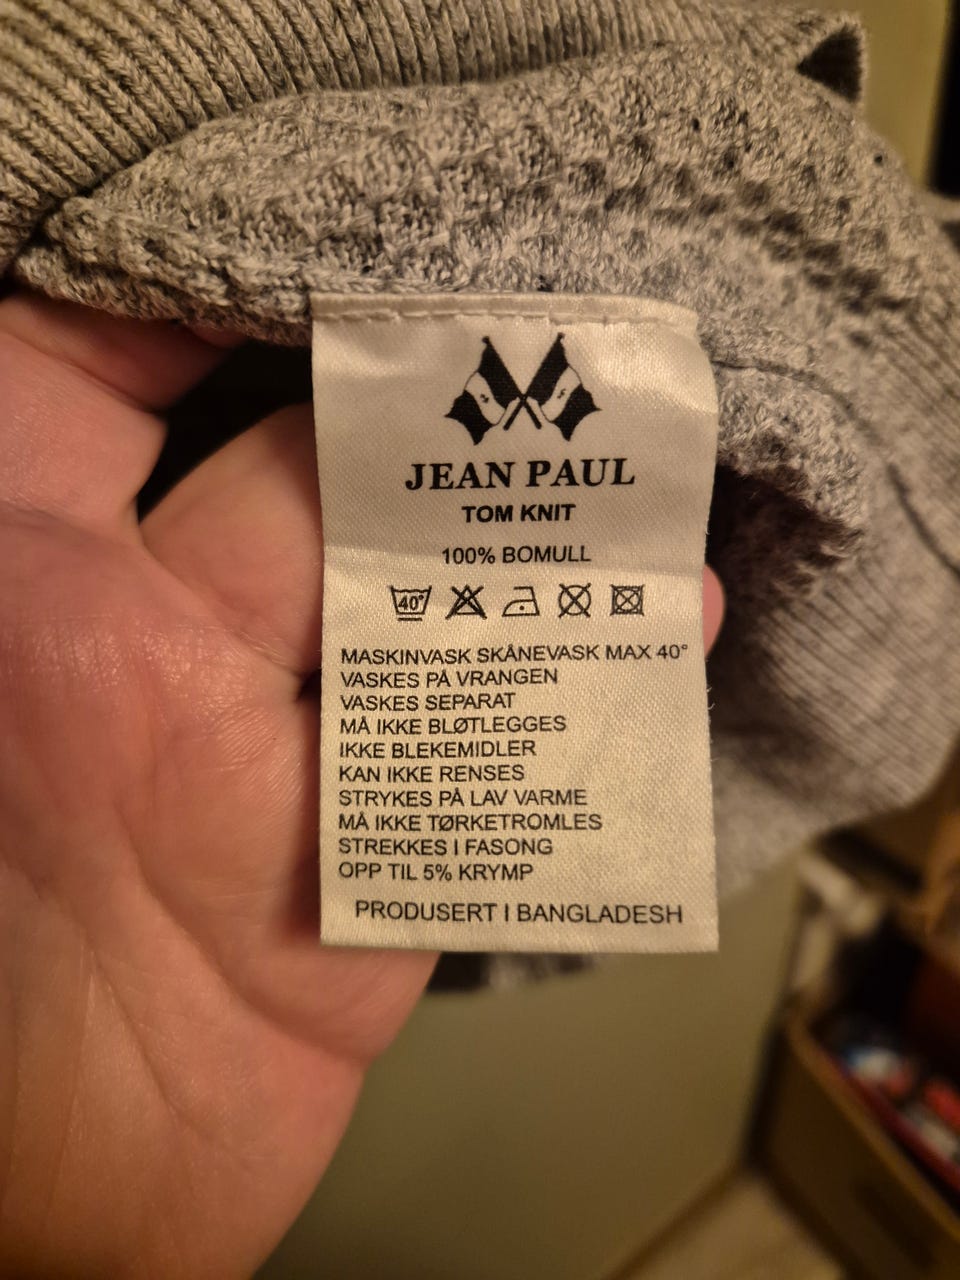 JEAN PAUL
TOM KNIT
100% BOMULL
40°
MASKINVASK SKÅNEVASK MAX 40°
VASKES PÅ VRANGEN
VASKES SEPARAT
MÅ IKKE BLØTLEGGES
IKKE BLEKEMIDLER
KAN IKKE RENSES
STRYKES PÅ LAV VARME
MÅ IKKE TØRKETROMLES
STREKKES I FASONG
OPP TIL 5% KRYMP
PRODUSERT I BANGLADESH